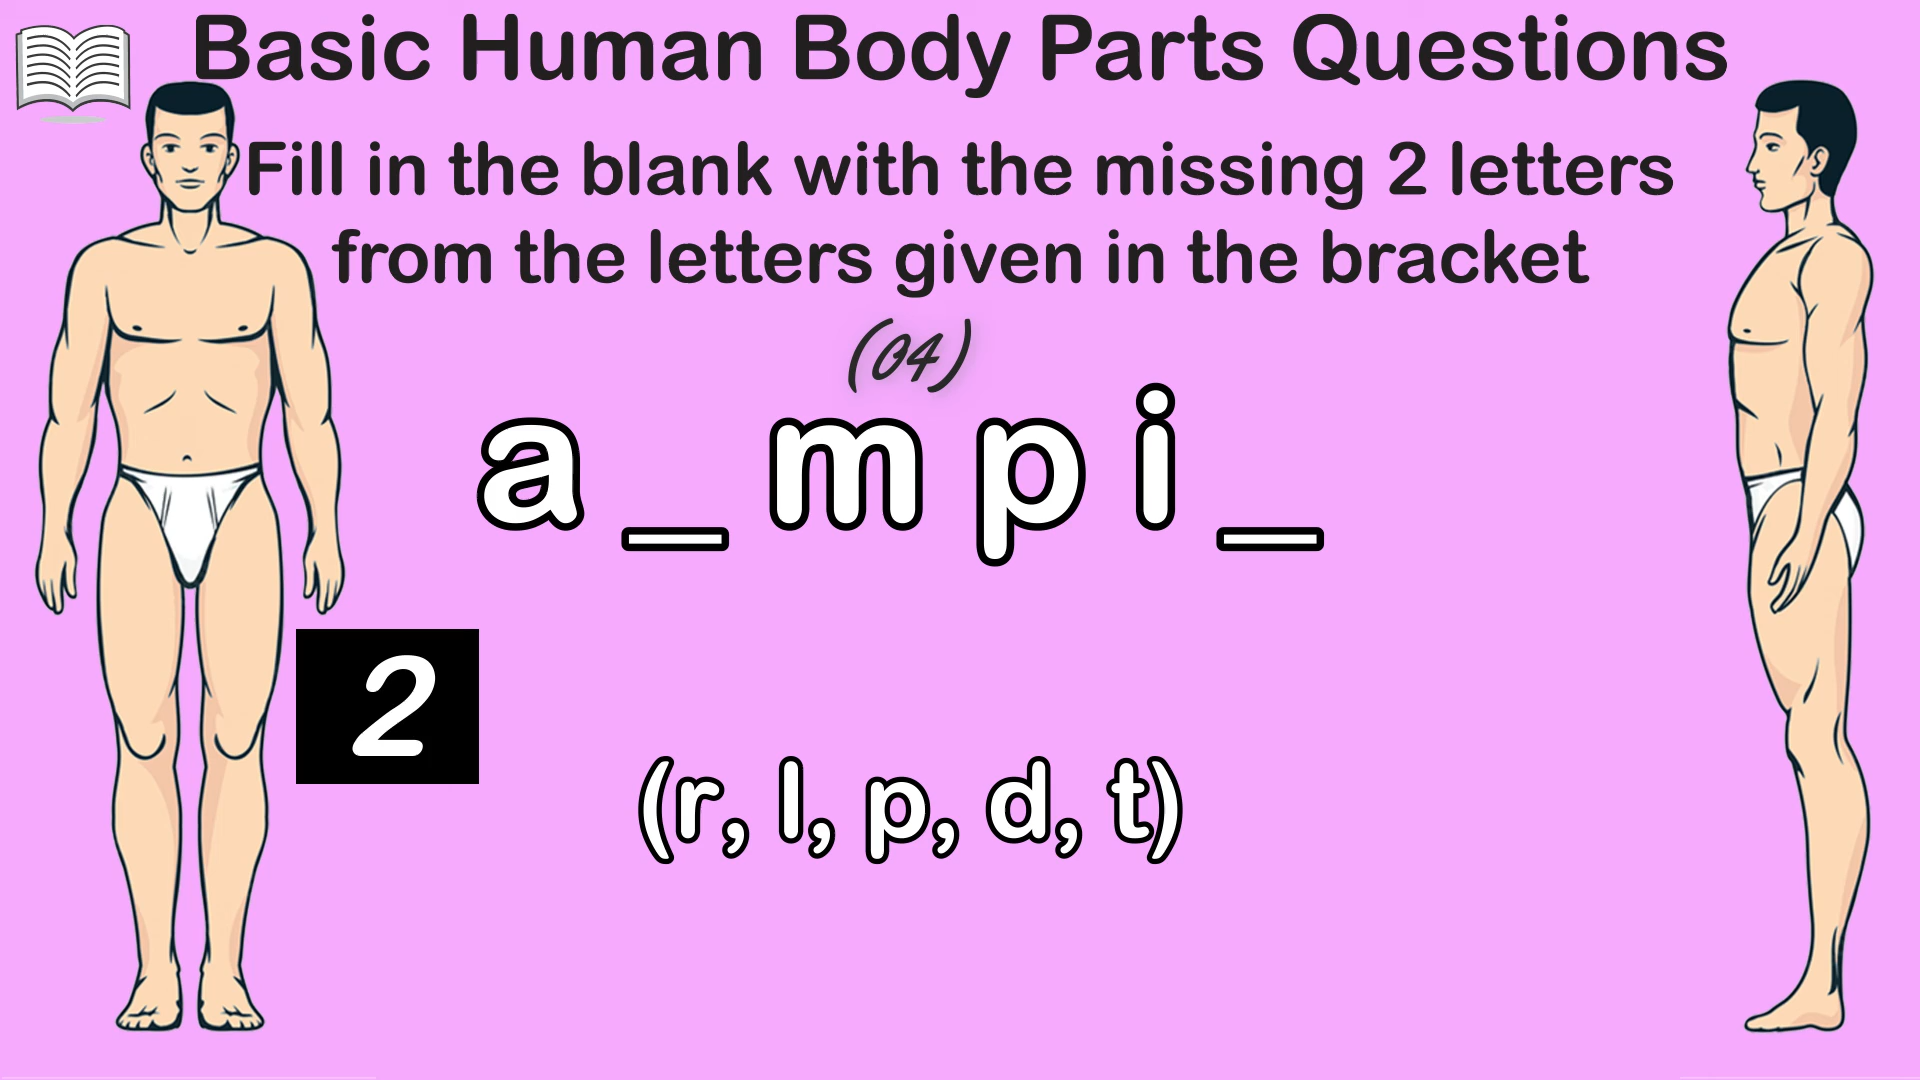 Basic Human Body Parts Questions
Fill in the blank with the missing 2 letters
from the letters given in the bracket
(04)
a _ m p i _
2
(r, l, p, d, t)